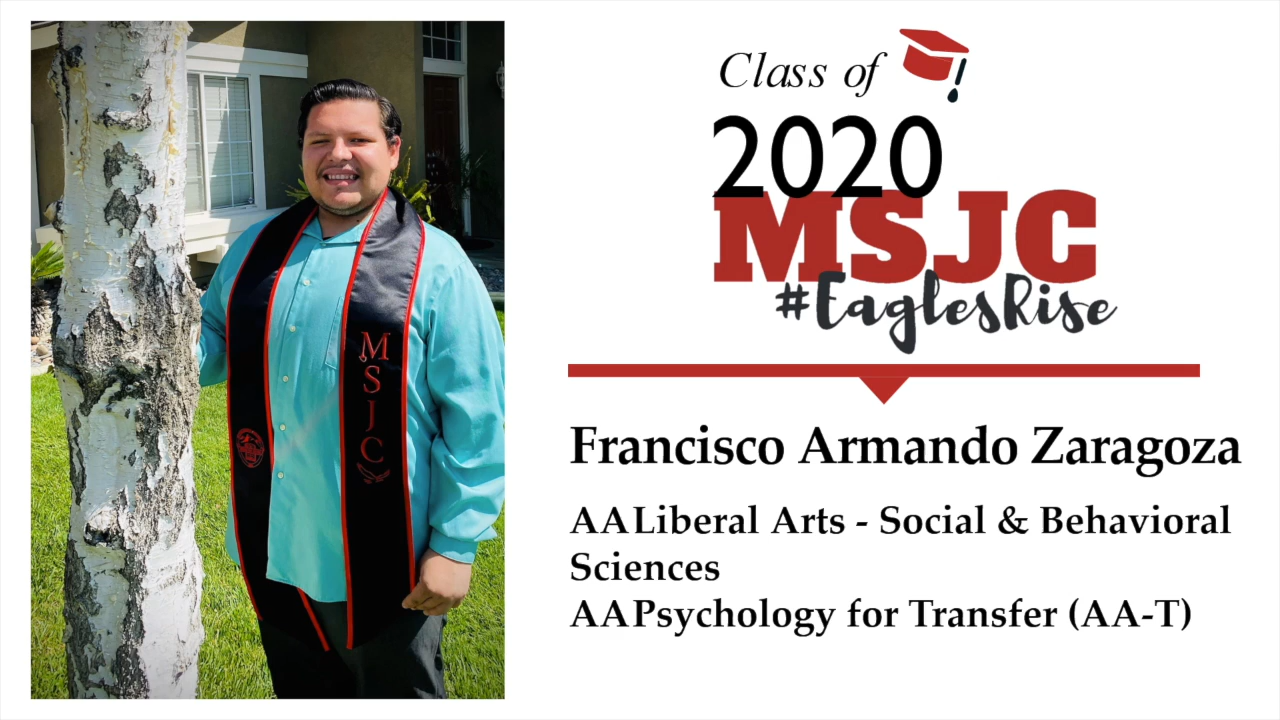 Class of
2020
MSJC
#EaglesRise
MSJC
Francisco Armando Zaragoza
AALiberal Arts - Social & Behavioral
Sciences
AAPsychology for Transfer (AA-T)